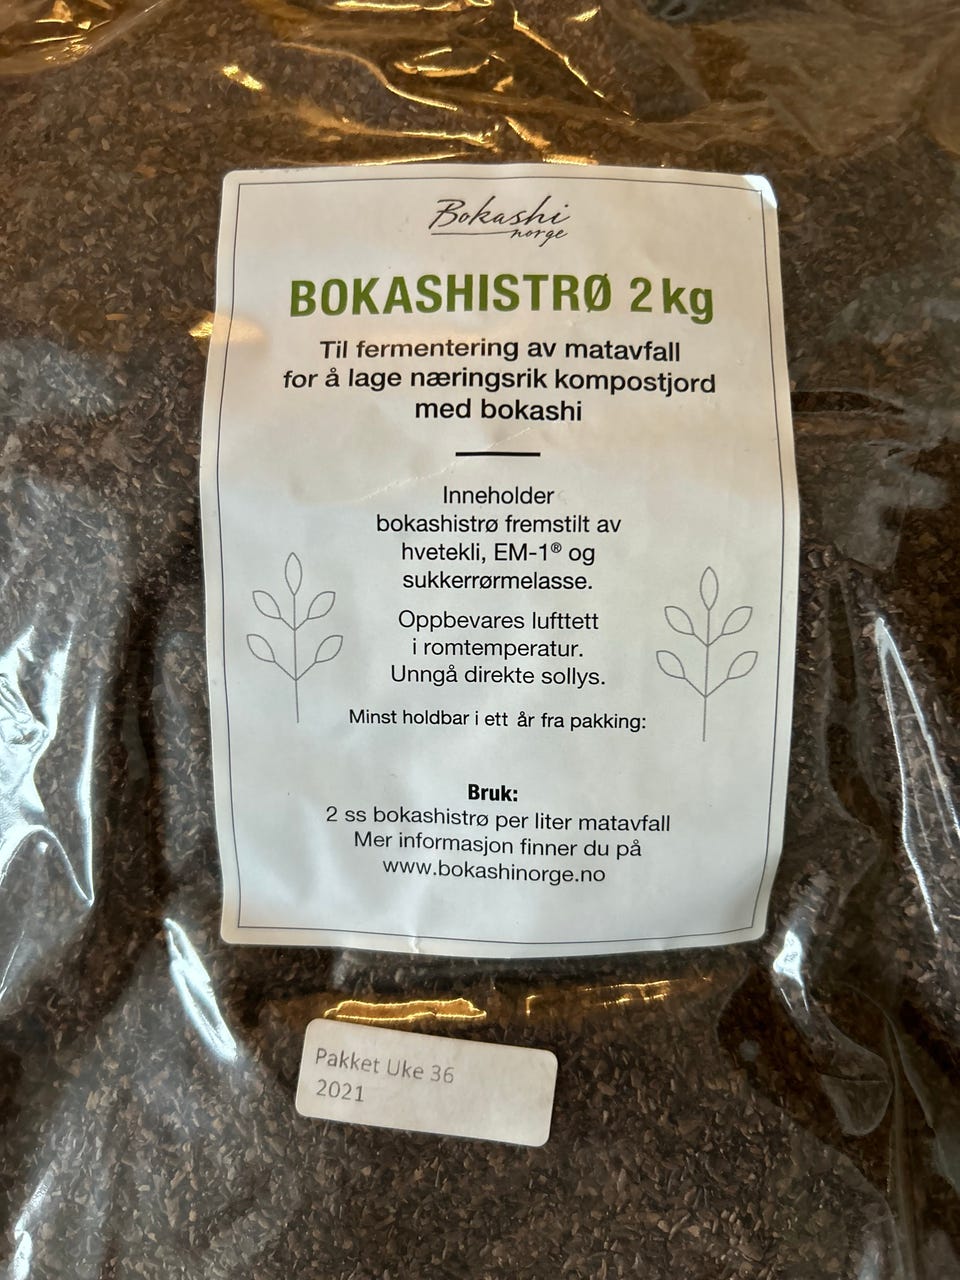 Bokashi
norge
BOKASHISTRØ 2 kg
Til fermentering av matavfall
for å lage næringsrik kompostjord
med bokashi
Inneholder
bokashistrø fremstilt av
hvetekli, EM-1® og
sukkerrørmelasse.
Oppbevares lufttett
i romtemperatur.
Unngå direkte sollys.
Minst holdbar i ett år fra pakking:
Bruk:
2 ss bokashistrø per liter matavfall
Mer informasjon finner du på
www.bokashinorge.no
Pakket Uke 36
2021